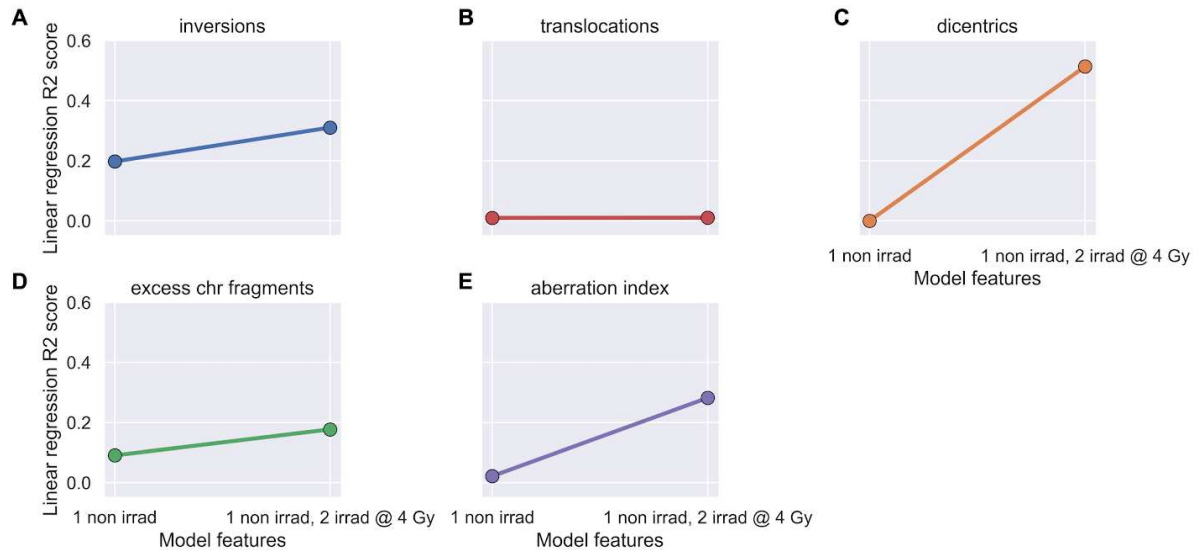 A
inversions
Linear regression R2 score
0.6
0.4
0.2
0.0
B
translocations
C
dicentrics
1 non irrad
1 non irrad, 2 irrad @ 4 Gy
Model features
D
excess chr fragments
Linear regression R2 score
0.6
0.4
0.2
0.0
1 non irrad
1 non irrad, 2 irrad @ 4 Gy
Model features
E
aberration index
1 non irrad
1 non irrad, 2 irrad @ 4 Gy
Model features